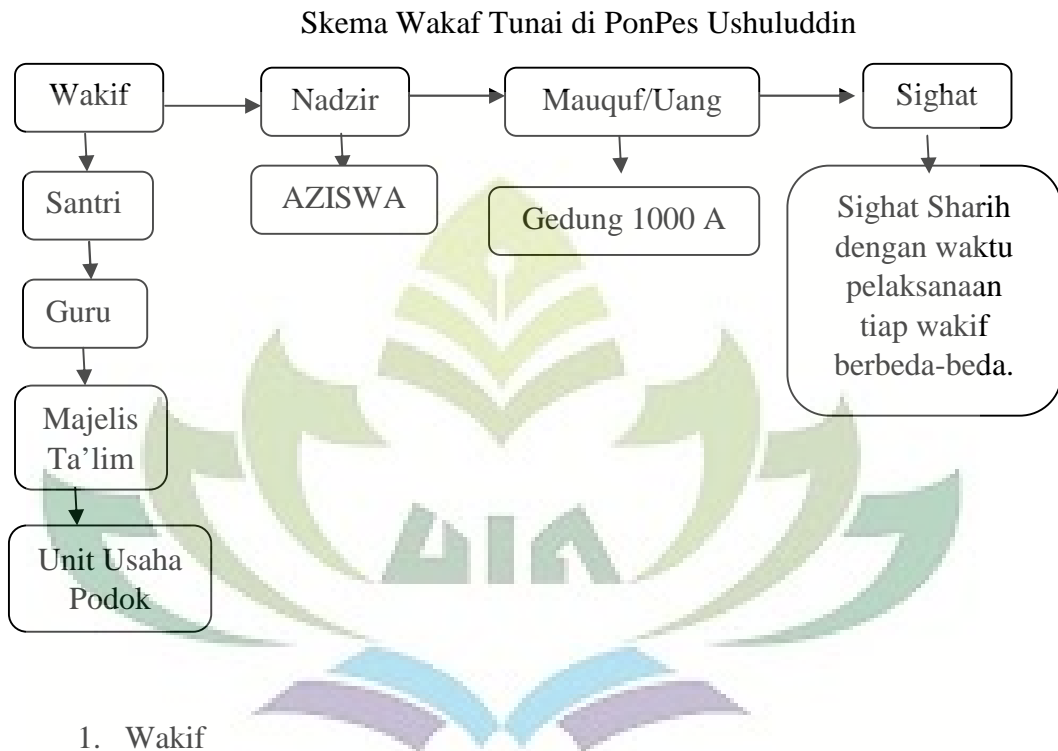 Skema Wakaf Tunai di PonPes Ushuluddin
Wakif
Nadzir
Mauquf/Uang
Sighat
Santri
AZISWA
Gedung 1000 A
Sighat Sharih
dengan waktu
pelaksanaan
tiap wakif
berbeda-beda.
Guru
Majelis
Ta’lim
Unit Usaha
Podok
UIN
1. Wakif